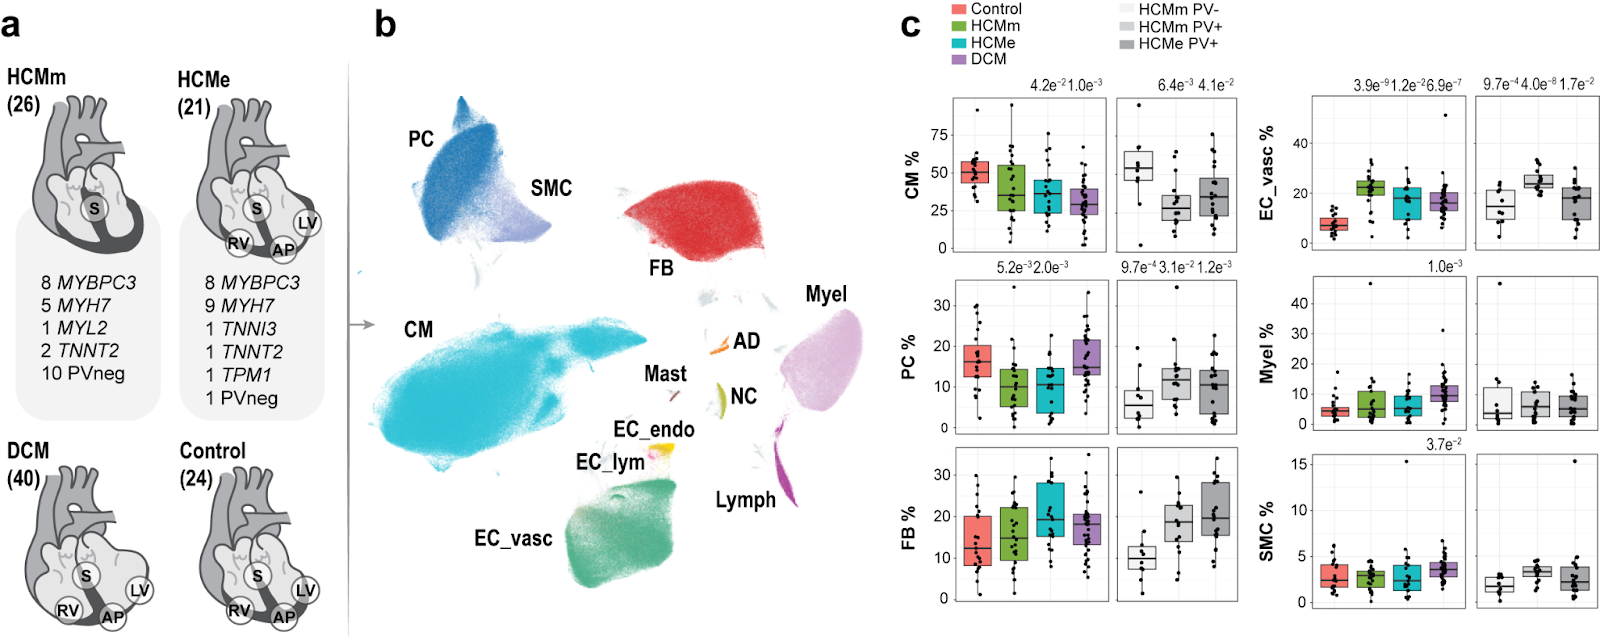 a
HCMm
(26)
S
8 MYBPC3
5 MYH7
1 MYL2
2 TNNT2
10 PVneg
HCMe
(21)
S
LV
RV
AP
8 MYBPC3
9 MYH7
1 TNNI3
1 TNNT2
1 TPM1
1 PVneg
DCM
(40)
S
LV
RV
AP
Control
(24)
S
LV
RV
AP
b
PC
SMC
FB
CM
Myel
AD
Mast
NC
EC_endo
EC_lym
Lymph
EC_vasc
c
Control
HCMm
HCMe
DCM
HCMm PV-
HCMm PV+
HCMe PV+
4.2e⁻² 1.0e⁻³
6.4e⁻³ 4.1e⁻²
CM %
75
50
25
0
3.9e⁻⁹ 1.2e⁻² 6.9e⁻⁷
9.7e⁻⁴ 4.0e⁻⁸ 1.7e⁻²
EC_vasc %
40
20
0
5.2e⁻³ 2.0e⁻³
9.7e⁻⁴ 3.1e⁻² 1.2e⁻³
PC %
30
20
10
0
1.0e⁻³
Myel %
40
30
20
10
0
FB %
30
20
10
0
3.7e⁻²
SMC %
15
10
5
0